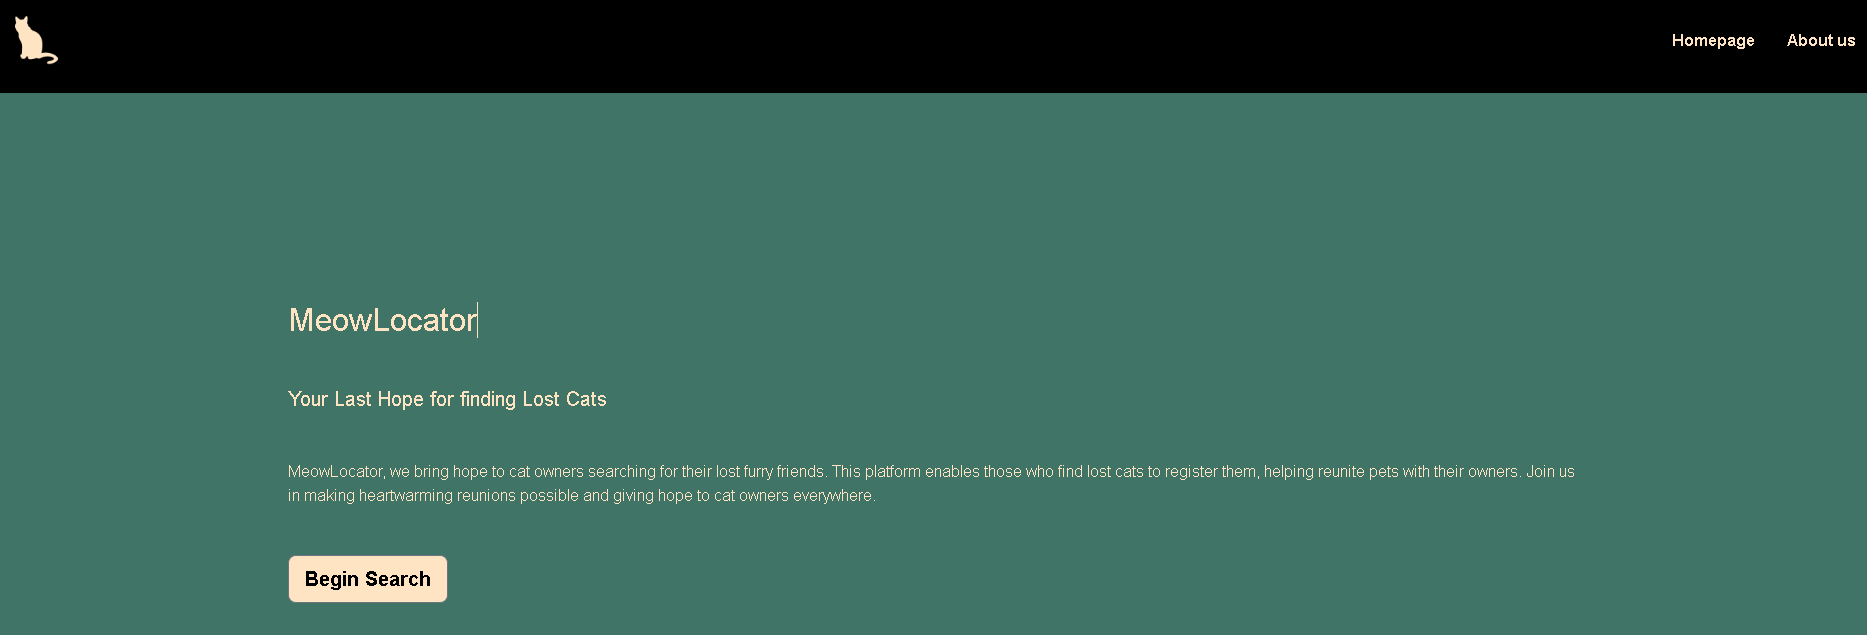 Homepage About us
MeowLocator
Your Last Hope for finding Lost Cats
MeowLocator, we bring hope to cat owners searching for their lost furry friends. This platform enables those who find lost cats to register them, helping reunite pets with their owners. Join us
in making heartwarming reunions possible and giving hope to cat owners everywhere.
Begin Search